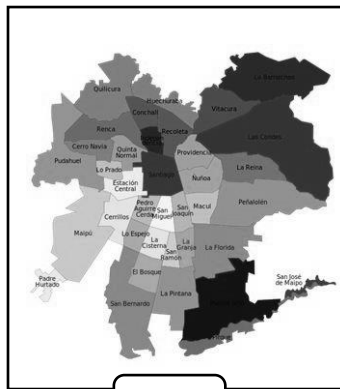 La Barnechea
Quilicura
Huechuraba
Vitacura
Conchalí
Renca
Recoleta
Las Condes
Cerro Navia
Quinta
Normal
Providencia
Pudahuel
Lo Prado
La Reina
Santiago
Estación
Central
Ñuñoa
Pedro
Aguirre
Cerda
San
Miguel
San
Joaquín
Macul
Peñalolén
Cerrillos
Maipú
Lo Espejo
La
Cisterna
La
Granja
La Florida
San
Ramón
Padre
Hurtado
El Bosque
San José
de Maipo
San Bernardo
La Pintana